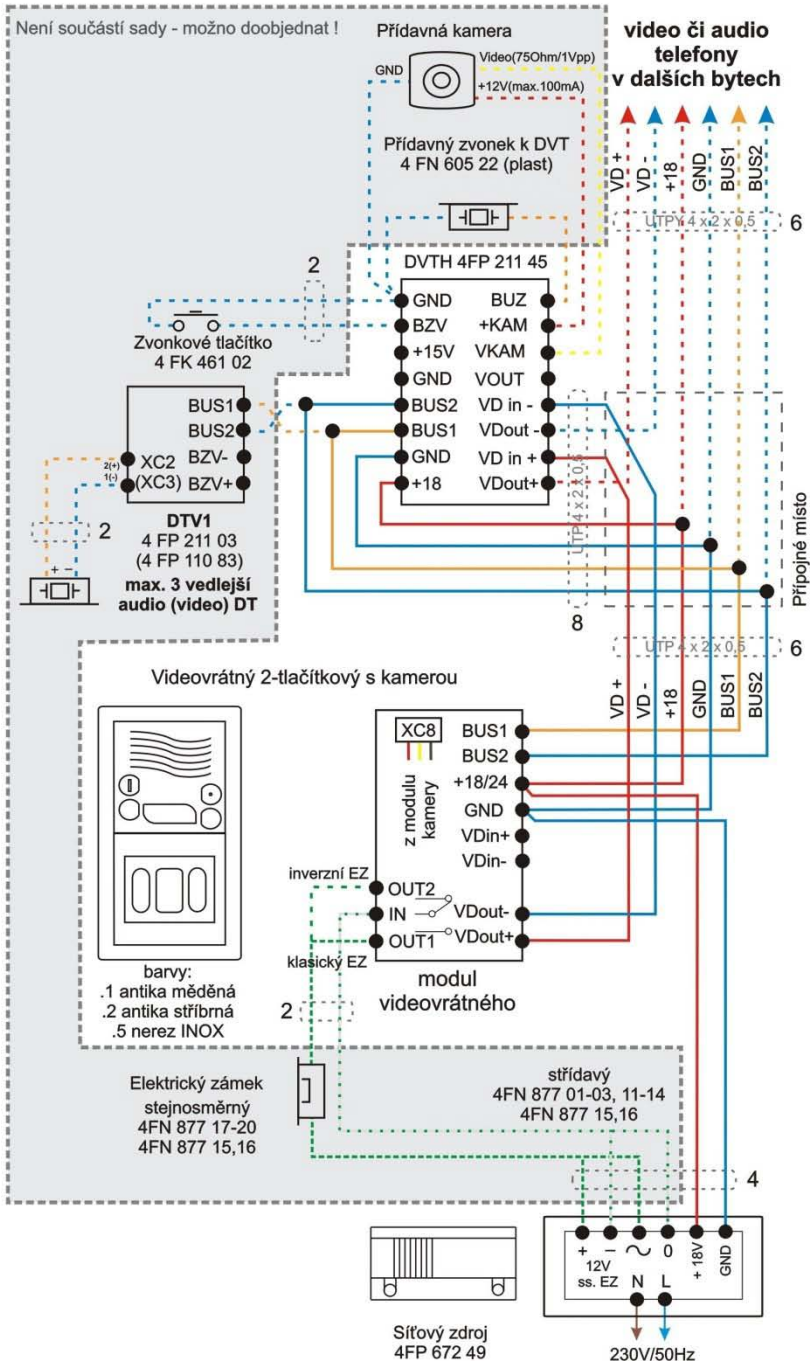 Není součástí sady - možno doobjednat !
Přídavná kamera
GND
Video(75Ohm/1Vpp)
+12V(max.100mA)
video či audio
telefony
v dalších bytech
Přídavný zvonek k DVT
4 FN 605 22 (plast)
VD +
VD -
+18
GND
BUS1
BUS2
UTPY 4 x 2 x 0,5
6
DVTH 4FP 211 45
2
GND
BZV
+15V
GND
BUS2
BUS1
GND
+18
BUZ
+KAM
VKAM
VOUT
VD in -
VDout -
VD in +
VDout+
Zvonkové tlačítko
4 FK 461 02
BUS1
BUS2
BZV-
BZV+
XC2
(XC3)
2(+)
1(-)
2
+ -
DTV1
4 FP 211 03
(4 FP 110 83)
max. 3 vedlejší
audio (video) DT
UTP 4 x 2 x 0,5
8
Přípojné místo
UTP 4 x 2 x 0,5
6
VD +
VD -
+18
GND
BUS1
BUS2
Videovrátný 2-tlačítkový s kamerou
XC8
z modulu
kamery
BUS1
BUS2
+18/24
GND
VDin+
VDin-
VDout-
VDout+
inverzní EZ
OUT2
IN
OUT1
klasický EZ
modul
videovrátného
2
barvy:
.1 antika měděná
.2 antika stříbrná
.5 nerez INOX
Elektrický zámek
stejnosměrný
4FN 877 17-20
4FN 877 15,16
střídavý
4FN 877 01-03, 11-14
4FN 877 15,16
4
+
–
0
+ 18V
GND
12V
ss. EZ
N
L
Síťový zdroj
4FP 672 49
230V/50Hz